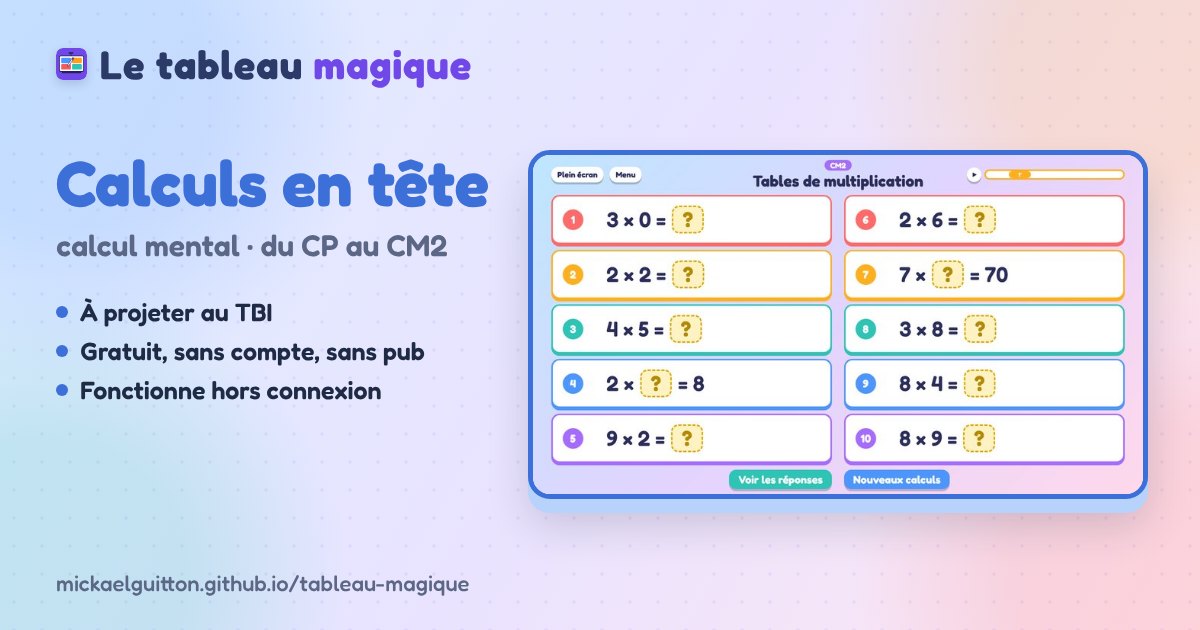 Le tableau magique
Calculs en tête
calcul mental · du CP au CM2
À projeter au TBI
Gratuit, sans compte, sans pub
Fonctionne hors connexion
mickaelguitton.github.io/tableau-magique
Plein écran
Menu
CM2
Tables de multiplication
1 3 × 0 = ?
2 2 × 2 = ?
3 4 × 5 = ?
4 2 × ? = 8
5 9 × 2 = ?
6 2 × 6 = ?
7 7 × ? = 70
8 3 × 8 = ?
9 8 × 4 = ?
10 8 × 9 = ?
Voir les réponses
Nouveaux calculs